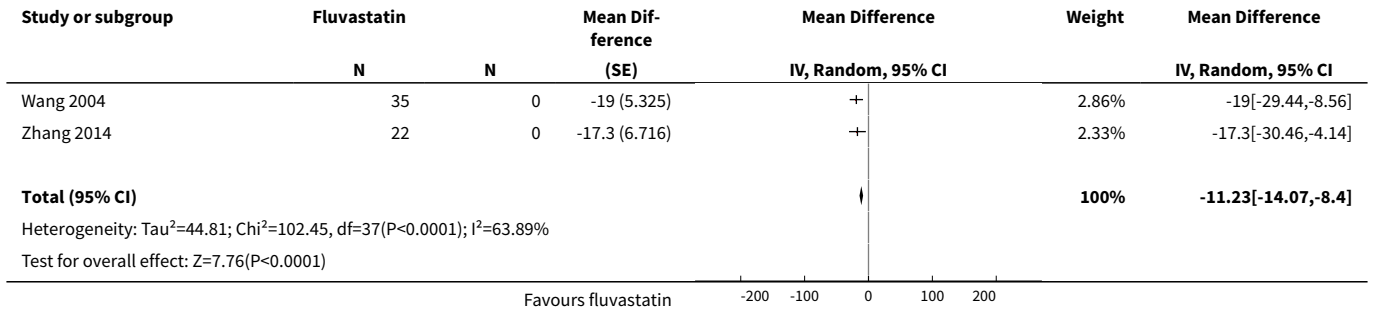 Study or subgroup Fluvastatin Mean Dif- Mean Difference Weight Mean Difference
ference
N N (SE) IV, Random, 95% CI IV, Random, 95% CI
Wang 2004 35 0 -19 (5.325) 2.86% -19[-29.44,-8.56]
Zhang 2014 22 0 -17.3 (6.716) 2.33% -17.3[-30.46,-4.14]
Total (95% CI) 100% -11.23[-14.07,-8.4]
Heterogeneity: Tau²=44.81; Chi²=102.45, df=37(P<0.0001); I²=63.89%
Test for overall effect: Z=7.76(P<0.0001)
Favours fluvastatin -200 -100 0 100 200